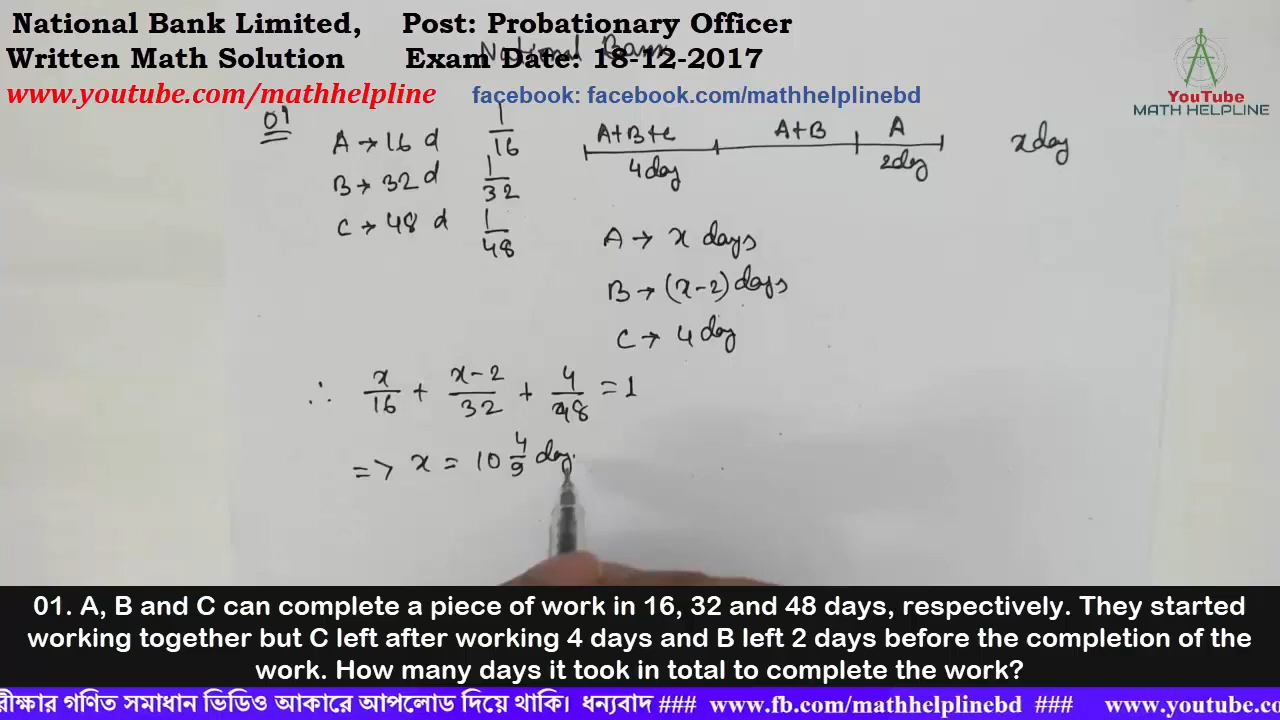 National Bank Limited, Post: Probationary Officer
National Bank
Written Math Solution Exam Date: 18-12-2017
www.youtube.com/mathhelpline facebook: facebook.com/mathhelplinebd
YouTube
MATH HELPLINE
01
A → 16 d 1/16
B → 32 d 1/32
C → 48 d 1/48
A+B+C A+B A x day
4 day 2 day
A → x days
B → (x-2) days
C → 4 day
∴ x/16 + x-2/32 + 4/48 = 1
=> x = 10 4/9 day.
01. A, B and C can complete a piece of work in 16, 32 and 48 days, respectively. They started
working together but C left after working 4 days and B left 2 days before the completion of the
work. How many days it took in total to complete the work?
রীক্ষার গণিত সমাধান ভিডিও আকারে আপলোড দিয়ে থাকি। ধন্যবাদ ### www.fb.com/mathhelplinebd ### www.youtube.